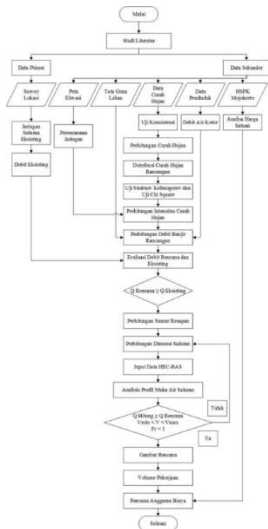 Mulai
Studi Literatur
Data Primer
Data Sekunder
Survey
Lokasi
Peta
Elevasi
Tata Guna
Lahan
Data
Curah
Hujan
Data
Penduduk
HSPK
Mojokerto
Jaringan
Saluran
Eksisting
Perencanaan
Jaringan
Uji Konsistensi
Debit Air Kotor
Analisa Harga
Satuan
Debit Eksisting
Perhitungan Curah Hujan
Distribusi Curah Hujan
Rancangan
Uji Smirnov Kolmogorov dan
Uji Chi Square
Perhitungan Intensitas Curah
Hujan
Perhitungan Debit Banjir
Rancangan
Evaluasi Debit Rencana dan
Eksisting
Q Rencana ≥ Q Eksisting
Perhitungan Sumur Resapan
Perhitungan Dimensi Saluran
Input Data HEC-RAS
Analisis Profil Muka Air Saluran
Tidak
Q Hitung ≥ Q Rencana
Vmin < V < Vmax
Fr < 1
Ya
Gambar Rencana
Volume Pekerjaan
Rencana Anggaran Biaya
Selesai